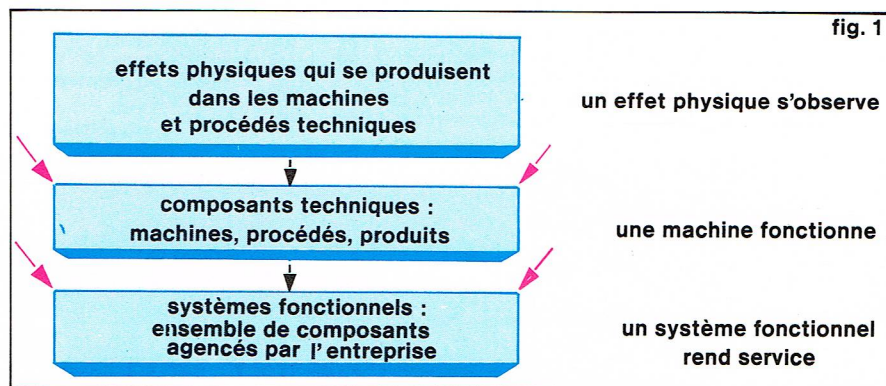 fig. 1
effets physiques qui se produisent
dans les machines
et procédés techniques
un effet physique s'observe
composants techniques :
machines, procédés, produits
une machine fonctionne
systèmes fonctionnels :
ensemble de composants
agencés par l'entreprise
un système fonctionnel
rend service